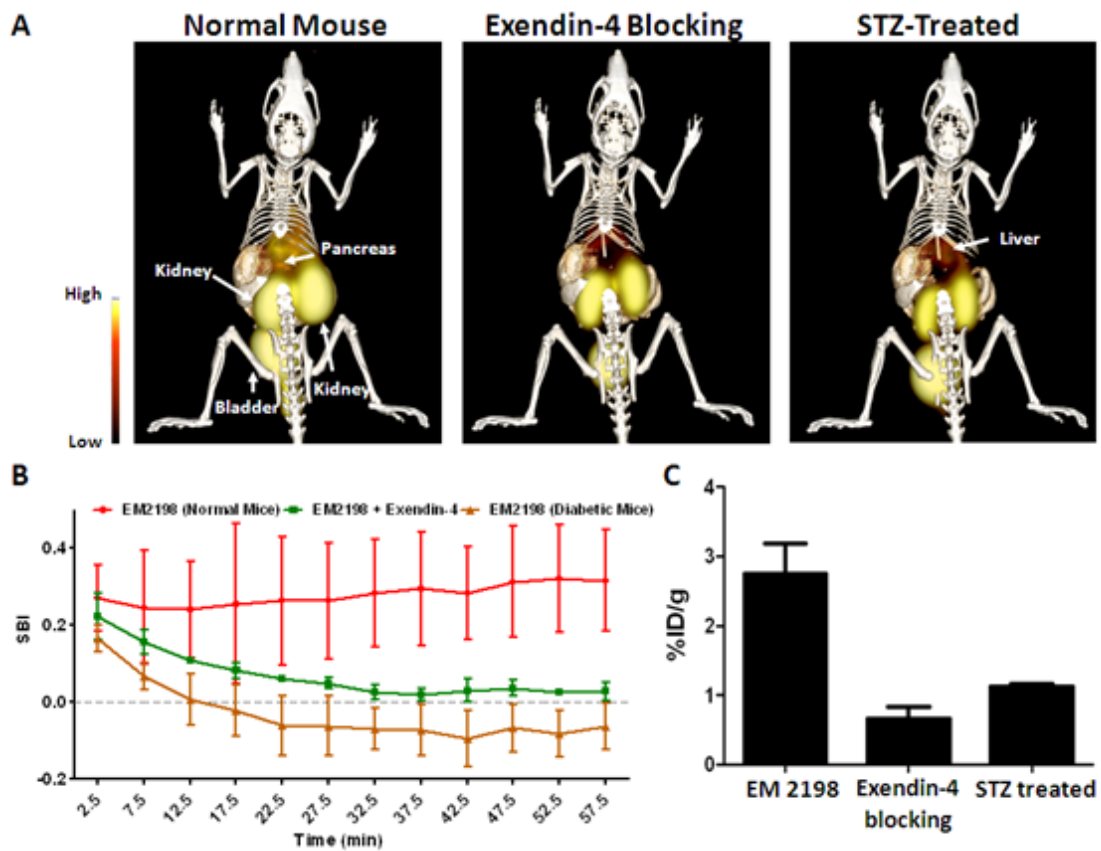 A
Normal Mouse
Exendin-4 Blocking
STZ-Treated
Pancreas
Kidney
Liver
High
Low
Kidney
Bladder
B
EM2198 (Normal Mice)
EM2198 + Exendin-4
EM2198 (Diabetic Mice)
SBI
0.4
0.2
0.0
-0.2
2.5
7.5
12.5
17.5
22.5
27.5
32.5
37.5
42.5
47.5
52.5
57.5
Time (min)
C
%ID/g
4
3
2
1
0
EM 2198
Exendin-4
blocking
STZ treated